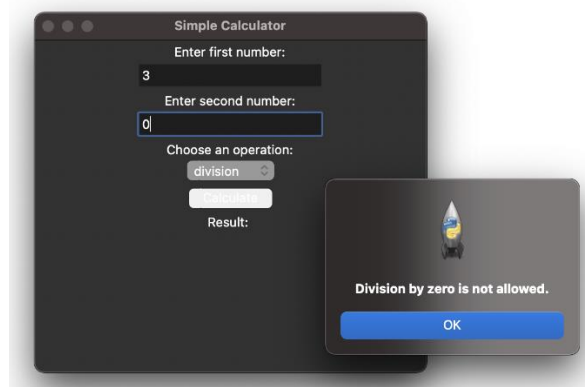 Simple Calculator
Enter first number:
3
Enter second number:
0
Choose an operation:
division
Calculate
Result:
Division by zero is not allowed.
OK